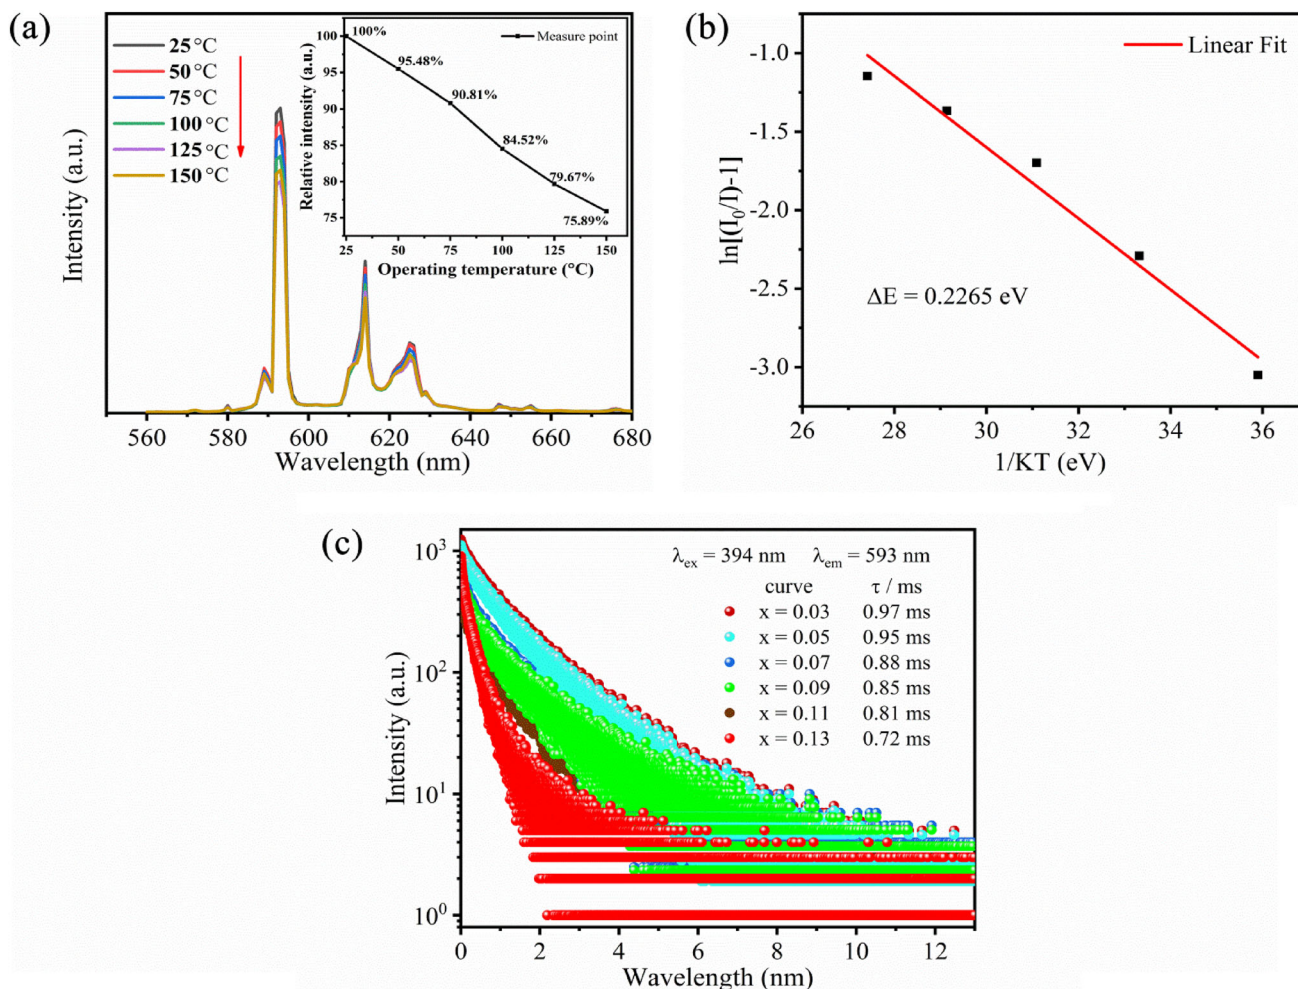 (a)
25 °C
50 °C
75 °C
100 °C
125 °C
150 °C
Intensity (a.u.)
560 580 590 600 610 620 640 660 680
Wavelength (nm)
Measure point
100%
95.48%
90.81%
84.52%
79.67%
75.89%
Relative intensity (a.u.)
100
95
90
85
80
75
25 50 75 100 125 150
Operating temperature (°C)
(b)
Linear Fit
ln[(I₀/I)-1]
-1.0
-1.5
-2.0
-2.5
-3.0
ΔE = 0.2265 eV
26 28 30 32 34 36
1/KT (eV)
(c)
λex = 394 nm λem = 593 nm
curve τ / ms
x = 0.03 0.97 ms
x = 0.05 0.95 ms
x = 0.07 0.88 ms
x = 0.09 0.85 ms
x = 0.11 0.81 ms
x = 0.13 0.72 ms
Intensity (a.u.)
10³
10²
10¹
10⁰
0 2 4 6 8 10 12
Wavelength (nm)